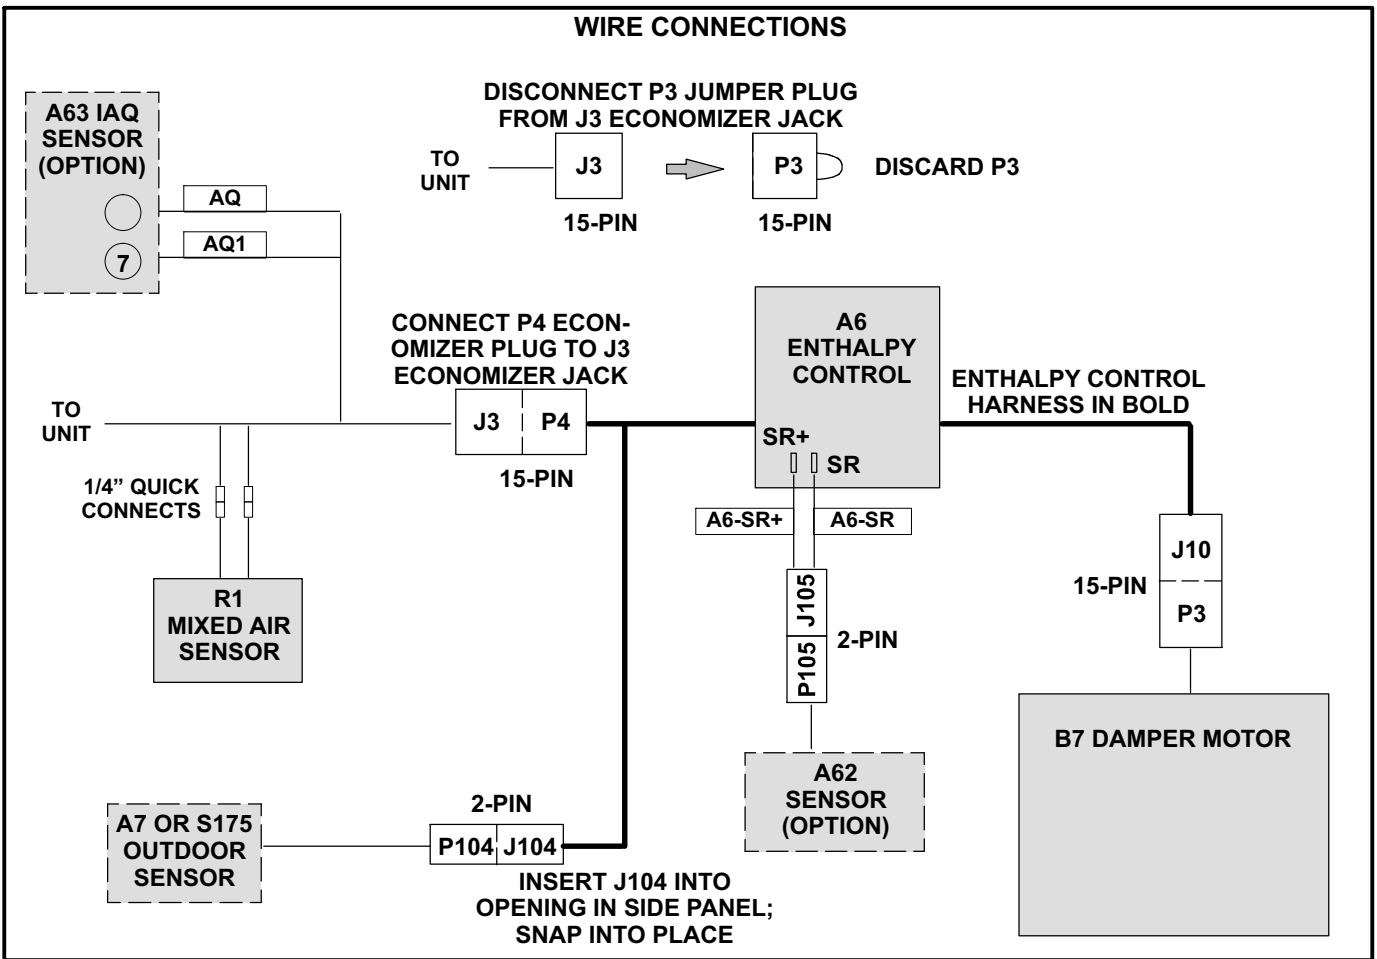 WIRE CONNECTIONS
A63 IAQ
SENSOR
(OPTION)
AQ
AQ1
7
DISCONNECT P3 JUMPER PLUG
FROM J3 ECONOMIZER JACK
TO
UNIT
J3
P3
DISCARD P3
15-PIN
15-PIN
CONNECT P4 ECON-
OMIZER PLUG TO J3
ECONOMIZER JACK
TO
UNIT
J3
P4
15-PIN
1/4” QUICK
CONNECTS
R1
MIXED AIR
SENSOR
A6
ENTHALPY
CONTROL
SR+
SR
A6-SR+
A6-SR
ENTHALPY CONTROL
HARNESS IN BOLD
J105
P105
2-PIN
A62
SENSOR
(OPTION)
J10
15-PIN
P3
B7 DAMPER MOTOR
A7 OR S175
OUTDOOR
SENSOR
2-PIN
P104
J104
INSERT J104 INTO
OPENING IN SIDE PANEL;
SNAP INTO PLACE